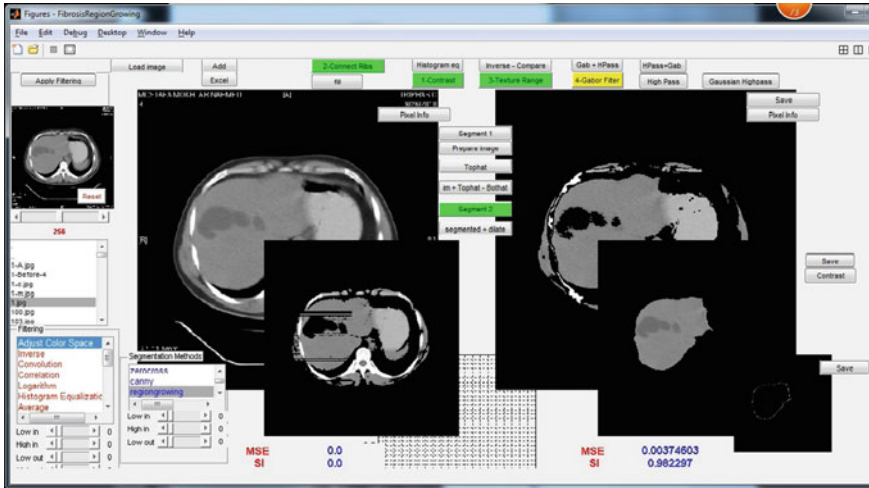 Figures - FibrosisRegionGrowing
File Edit Debug Desktop Window Help
Load image
Add
2-Connect Ribs
Histogram eq
Inverse - Compare
Gab + HPass
HPass+Gab
Apply Filtering
Excel
fill
1-Contrast
3-Texture Range
4-Gabor Filter
High Pass
Gaussian Highpass
[A]
Save
Pixel Info
Pixel Info
Segment 1
Prepare image
Tophat
im + Tophat - Bothat
Segment 2
segmented + dilate
Reset
256
[R]
..
1-A.jpg
1-Before-4
1-c.jpg
1-m.jpg
1.jpg
100.jpg
103.jpg
Save
Contrast
Filtering
Adjust Color Space
Inverse
Convolution
Correlation
Logarithm
Histogram Equalizatio
Average
Segmentation Methods
zerocross
canny
regiongrowing
Save
Low in 0
High in 0
Low out 0
Low in 0
High in 0
Low out 0
MSE 0.0
SI 0.0
MSE 0.00374603
SI 0.982297